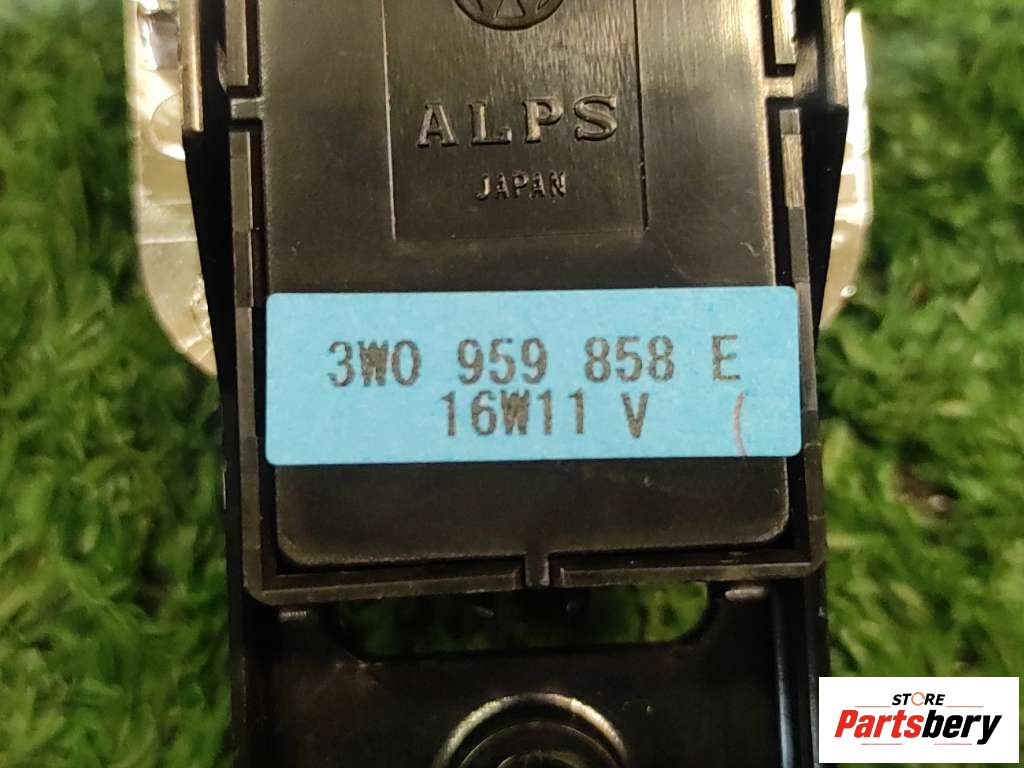 ALPS
JAPAN
3W0 959 858 E
16W11 V
STORE
Partsbery